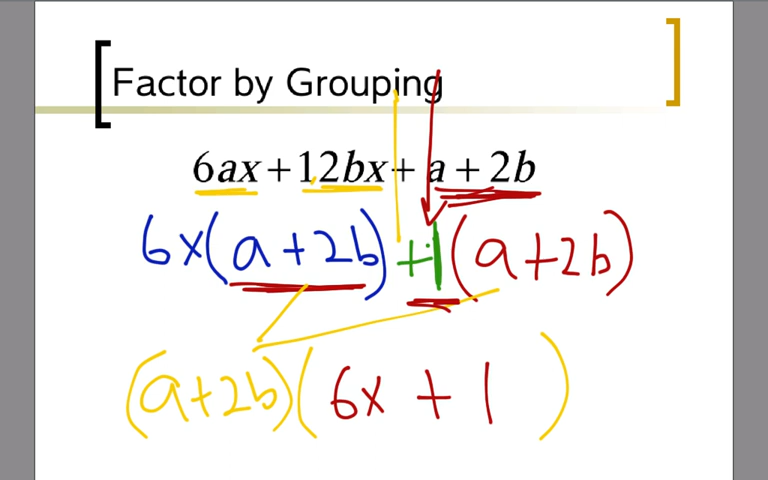 Factor by Grouping
6ax+12bx+ a + 2b
6x(a+2b)+1(a+2b)
(a+2b)(6x + 1)